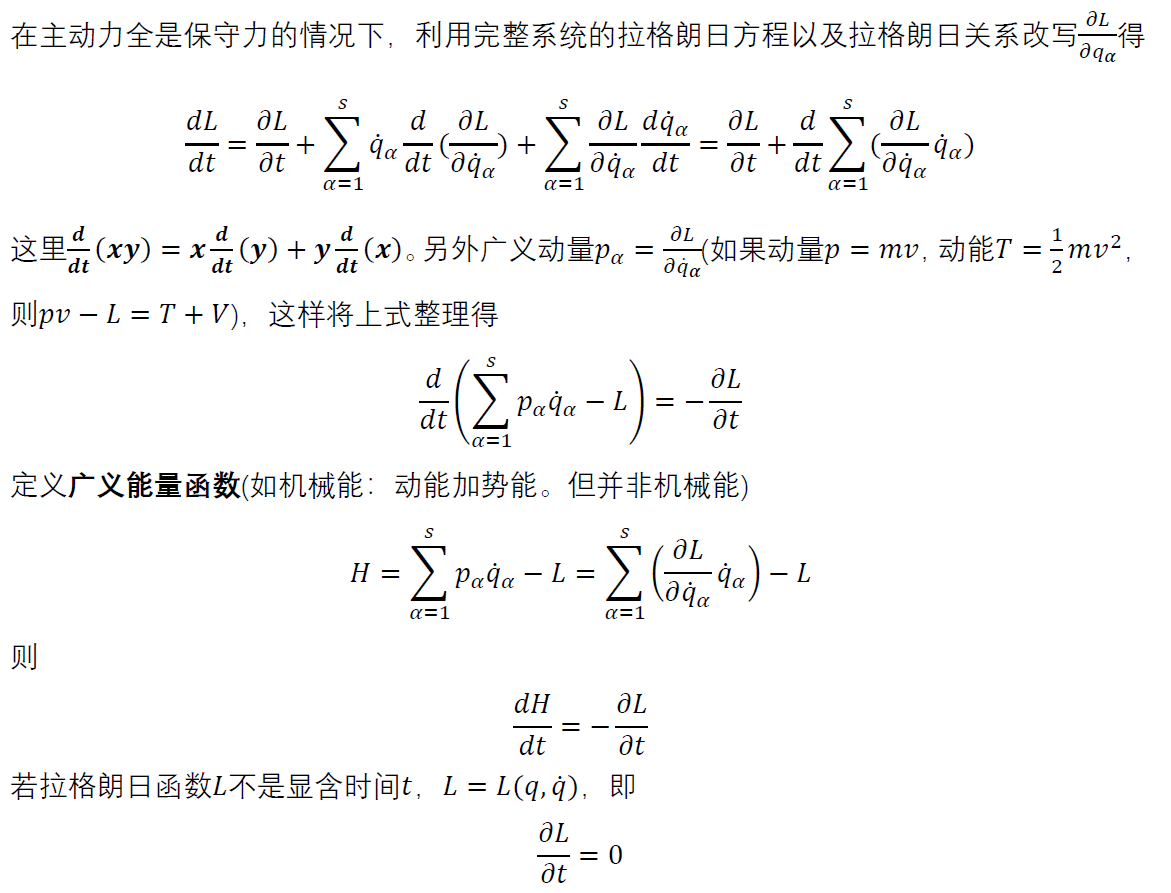 在主动力全是保守力的情况下，利用完整系统的拉格朗日方程以及拉格朗日关系改写$\frac{\partial L}{\partial q_\alpha}$得
$\frac{dL}{dt} = \frac{\partial L}{\partial t} + \sum_{\alpha=1}^{s} \dot{q}_\alpha \frac{d}{dt}(\frac{\partial L}{\partial \dot{q}_\alpha}) + \sum_{\alpha=1}^{s} \frac{\partial L}{\partial \dot{q}_\alpha} \frac{d\dot{q}_\alpha}{dt} = \frac{\partial L}{\partial t} + \frac{d}{dt} \sum_{\alpha=1}^{s} (\frac{\partial L}{\partial \dot{q}_\alpha} \dot{q}_\alpha)$
这里$\frac{d}{dt}(xy) = x\frac{d}{dt}(y) + y\frac{d}{dt}(x)$。另外广义动量$p_\alpha = \frac{\partial L}{\partial \dot{q}_\alpha}$(如果动量$p = mv$, 动能$T = \frac{1}{2}mv^2$,
则$pv - L = T + V$)，这样将上式整理得
$\frac{d}{dt}\left(\sum_{\alpha=1}^{s} p_\alpha \dot{q}_\alpha - L\right) = -\frac{\partial L}{\partial t}$
定义广义能量函数(如机械能：动能加势能。但并非机械能)
$H = \sum_{\alpha=1}^{s} p_\alpha \dot{q}_\alpha - L = \sum_{\alpha=1}^{s} \left(\frac{\partial L}{\partial \dot{q}_\alpha} \dot{q}_\alpha\right) - L$
则
$\frac{dH}{dt} = -\frac{\partial L}{\partial t}$
若拉格朗日函数$L$不是显含时间$t$，$L = L(q, \dot{q})$，即
$\frac{\partial L}{\partial t} = 0$